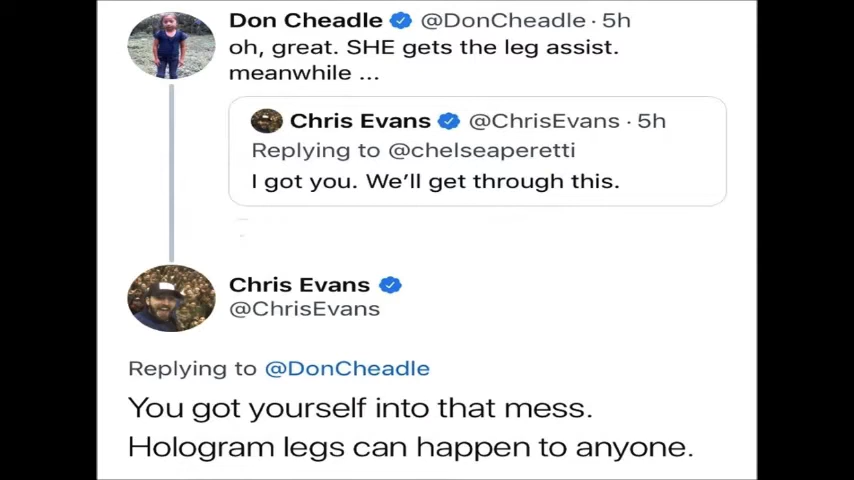 Don Cheadle @DonCheadle · 5h
oh, great. SHE gets the leg assist.
meanwhile ...
Chris Evans @ChrisEvans · 5h
Replying to @chelseaperetti
I got you. We’ll get through this.
Chris Evans
@ChrisEvans
Replying to @DonCheadle
You got yourself into that mess.
Hologram legs can happen to anyone.